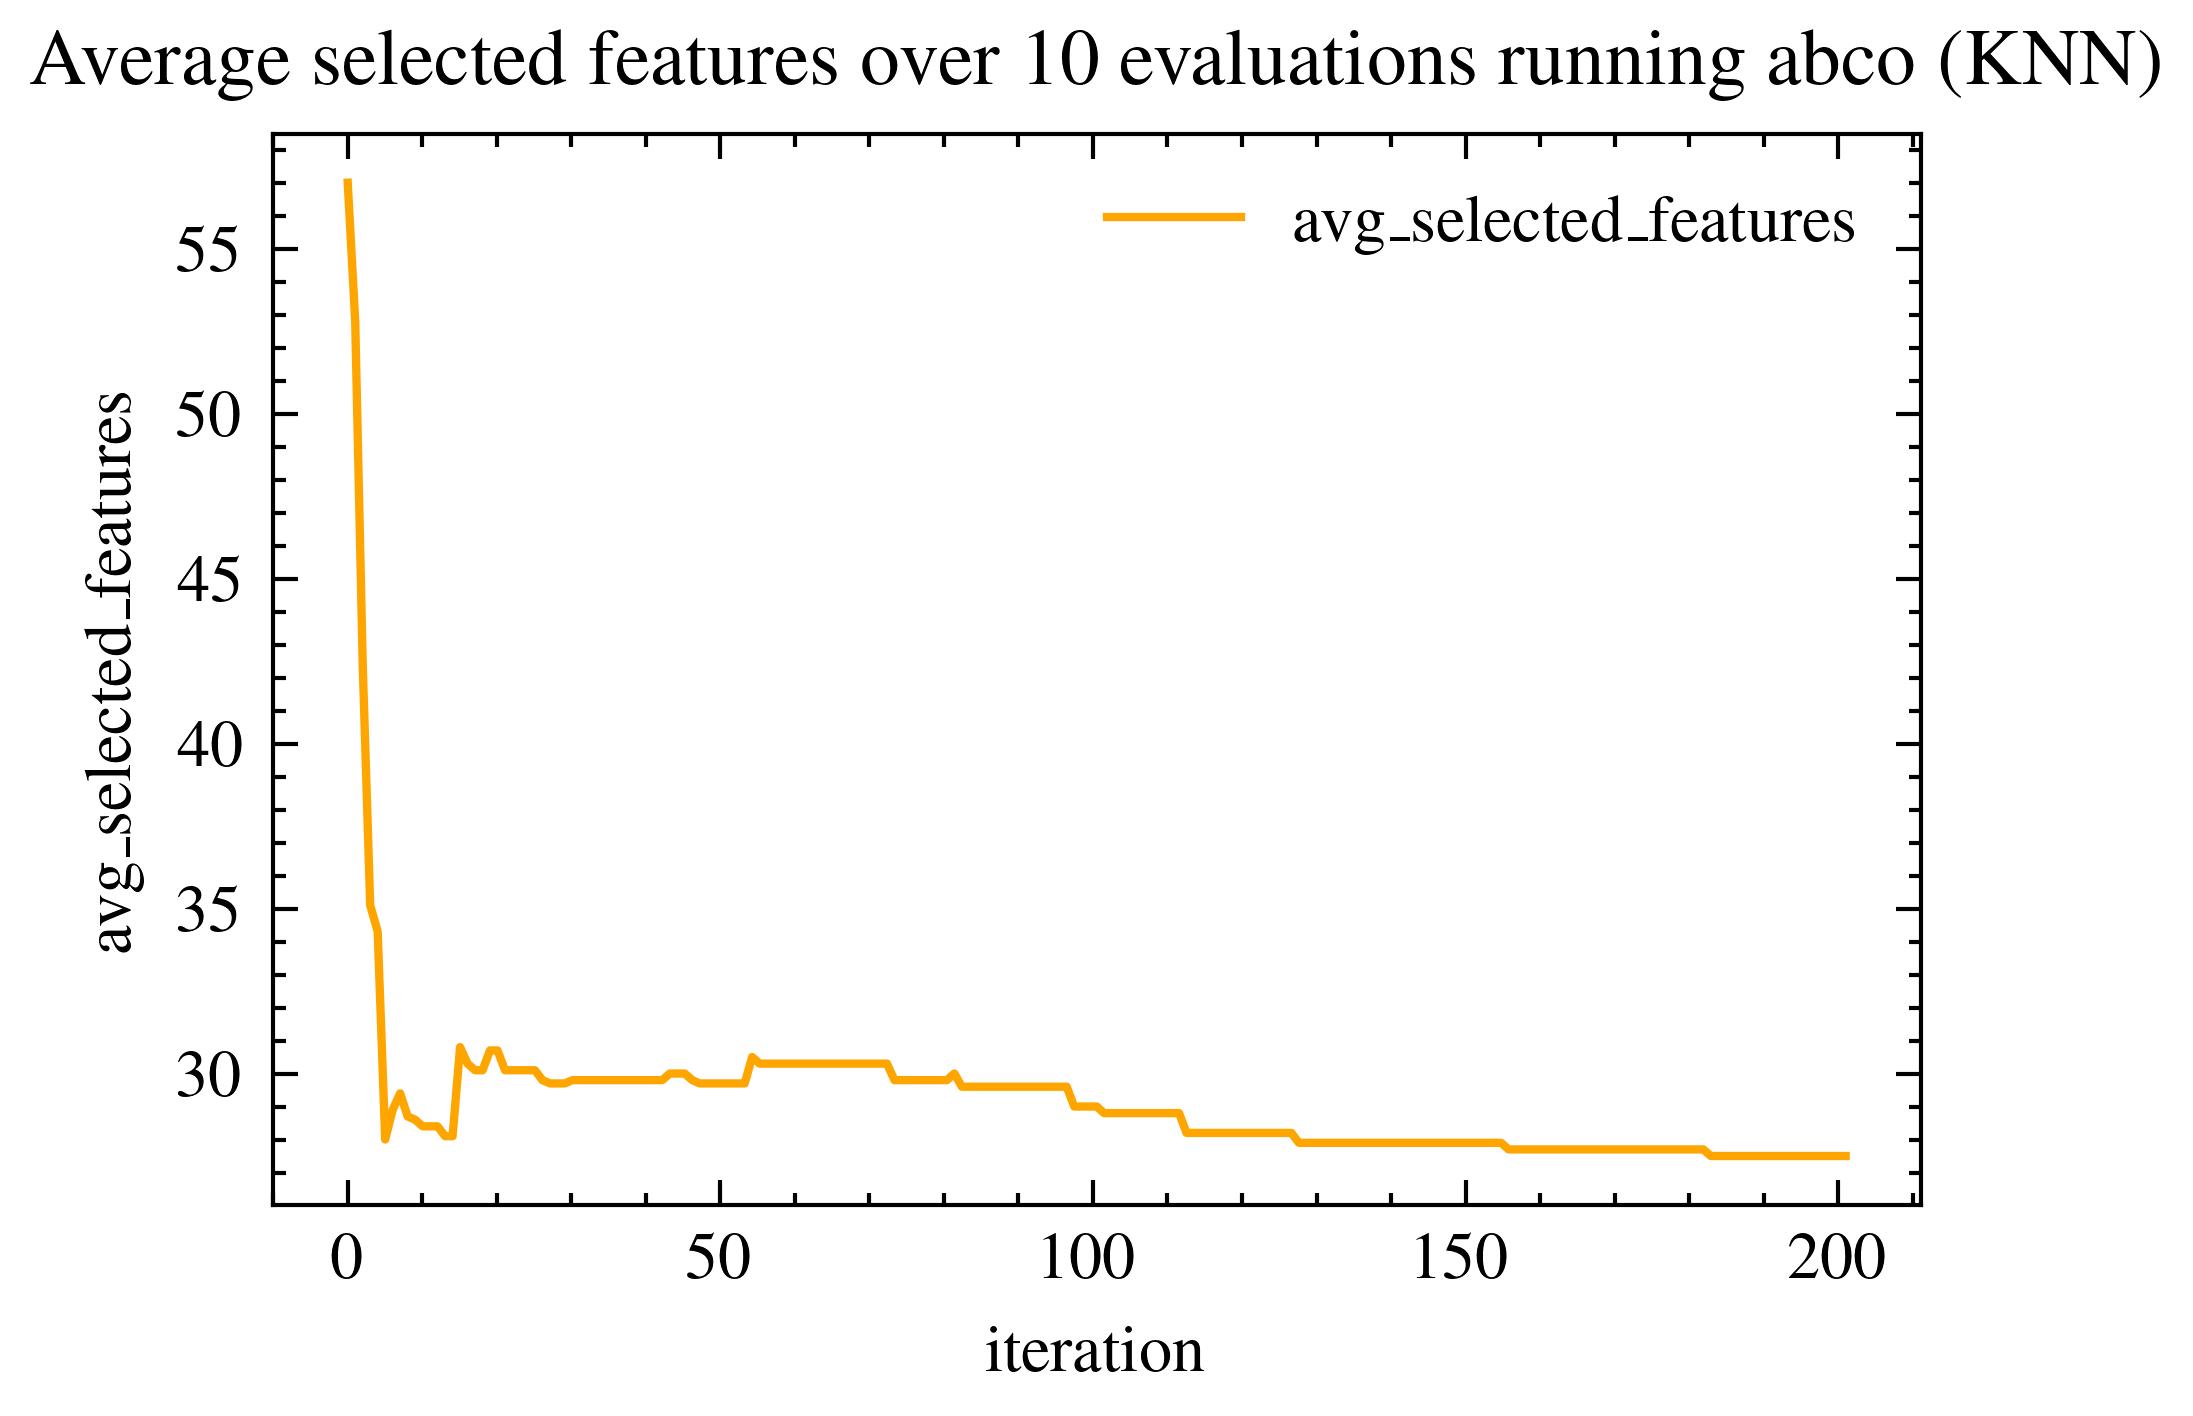 Average selected features over 10 evaluations running abco (KNN)
avg_selected_features
55
50
45
40
35
30
avg_selected_features
0 50 100 150 200
iteration